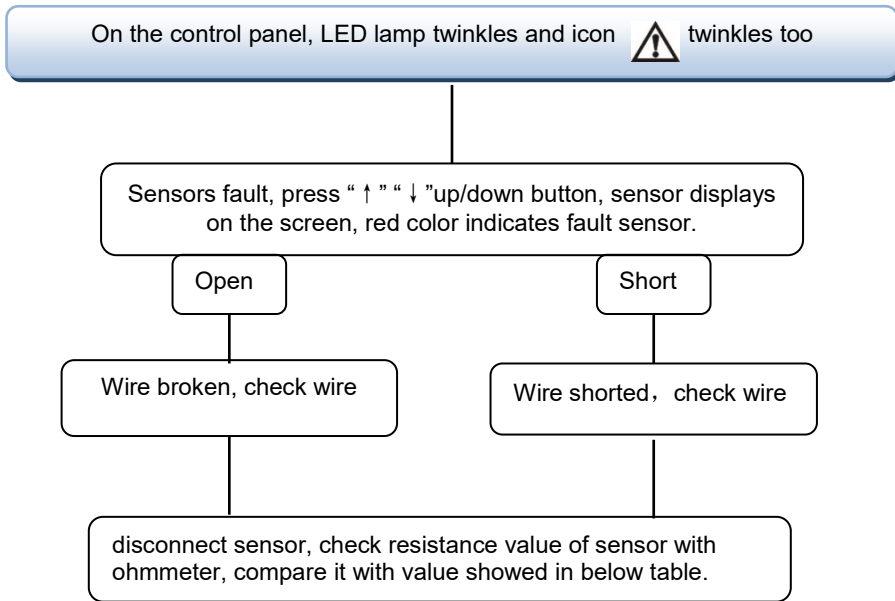 On the control panel, LED lamp twinkles and icon twinkles too
Sensors fault, press “↑” “↓”up/down button, sensor displays
on the screen, red color indicates fault sensor.
Open
Short
Wire broken, check wire
Wire shorted，check wire
disconnect sensor, check resistance value of sensor with
ohmmeter, compare it with value showed in below table.